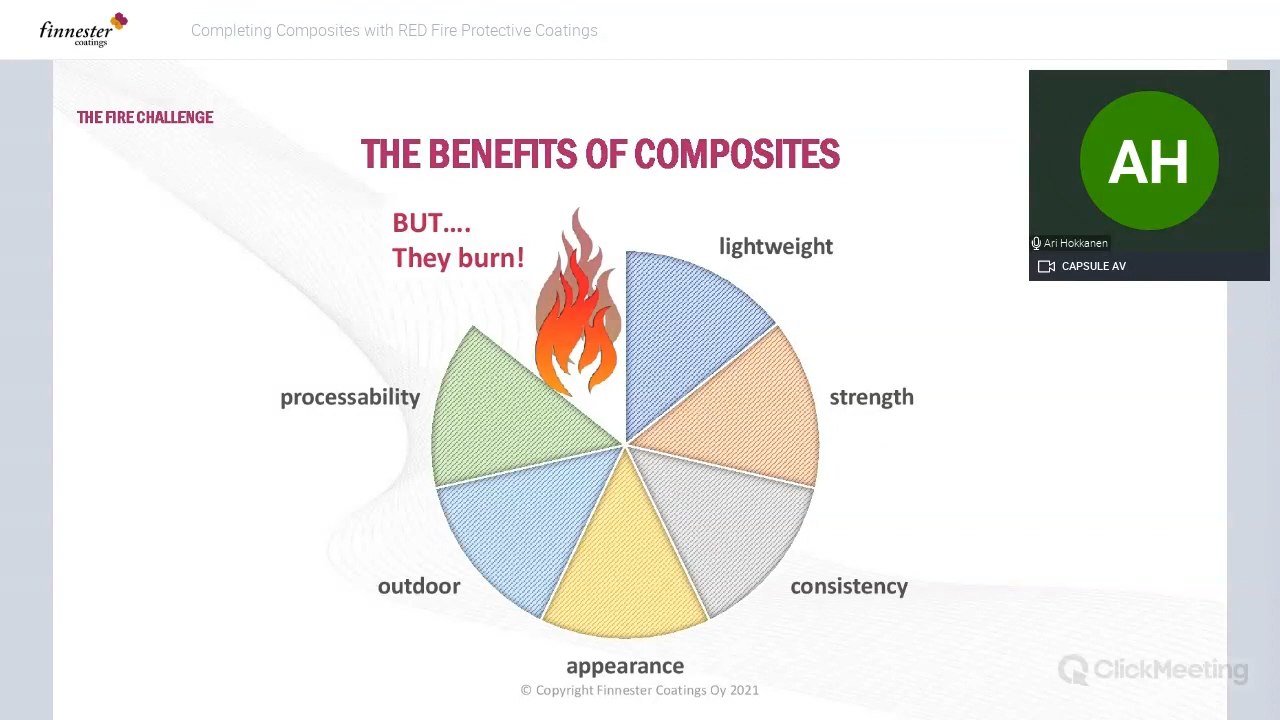 finnester
coatings
Completing Composites with RED Fire Protective Coatings
THE FIRE CHALLENGE
THE BENEFITS OF COMPOSITES
AH
Ari Hokkanen
CAPSULE AV
BUT....
They burn!
lightweight
processability
strength
outdoor
consistency
appearance
© Copyright Finnester Coatings Oy 2021
ClickMeeting